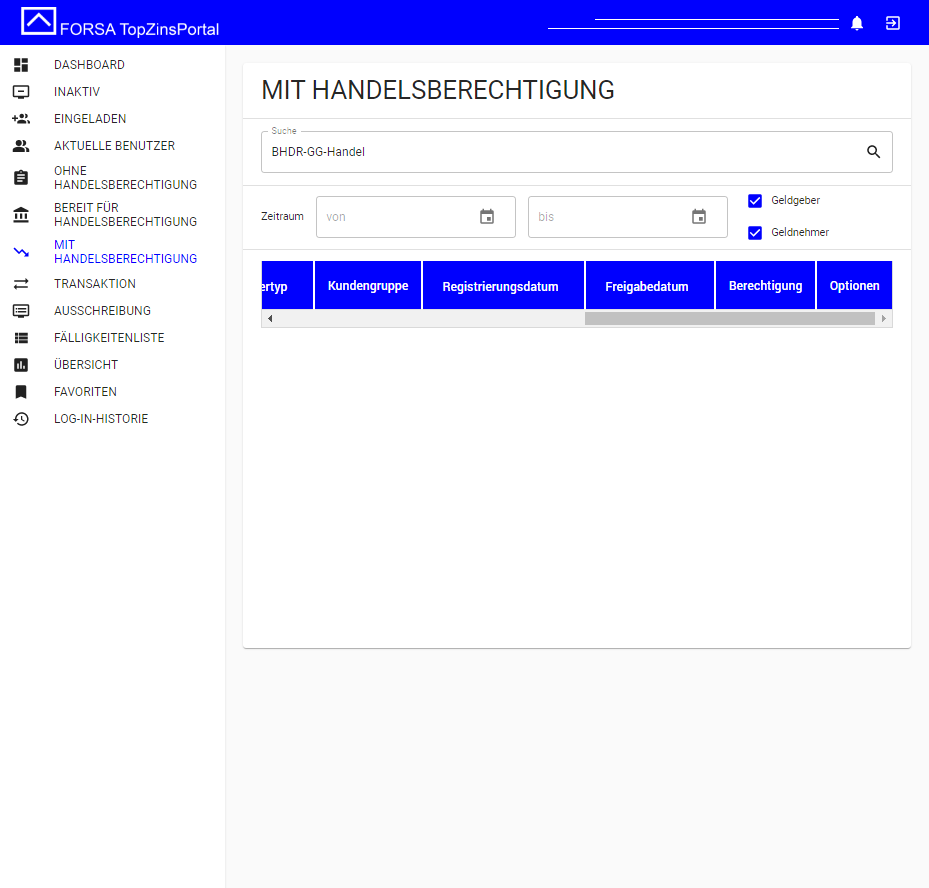 FORSA TopZinsPortal
DASHBOARD
INAKTIV
EINGELADEN
AKTUELLE BENUTZER
OHNE
HANDELSBERECHTIGUNG
BEREIT FÜR
HANDELSBERECHTIGUNG
MIT
HANDELSBERECHTIGUNG
TRANSAKTION
AUSSCHREIBUNG
FÄLLIGKEITENLISTE
ÜBERSICHT
FAVORITEN
LOG-IN-HISTORIE
MIT HANDELSBERECHTIGUNG
Suche
BHDR-GG-Handel
Zeitraum von bis
Geldgeber
Geldnehmer
ertyp Kundengruppe Registrierungsdatum Freigabedatum Berechtigung Optionen